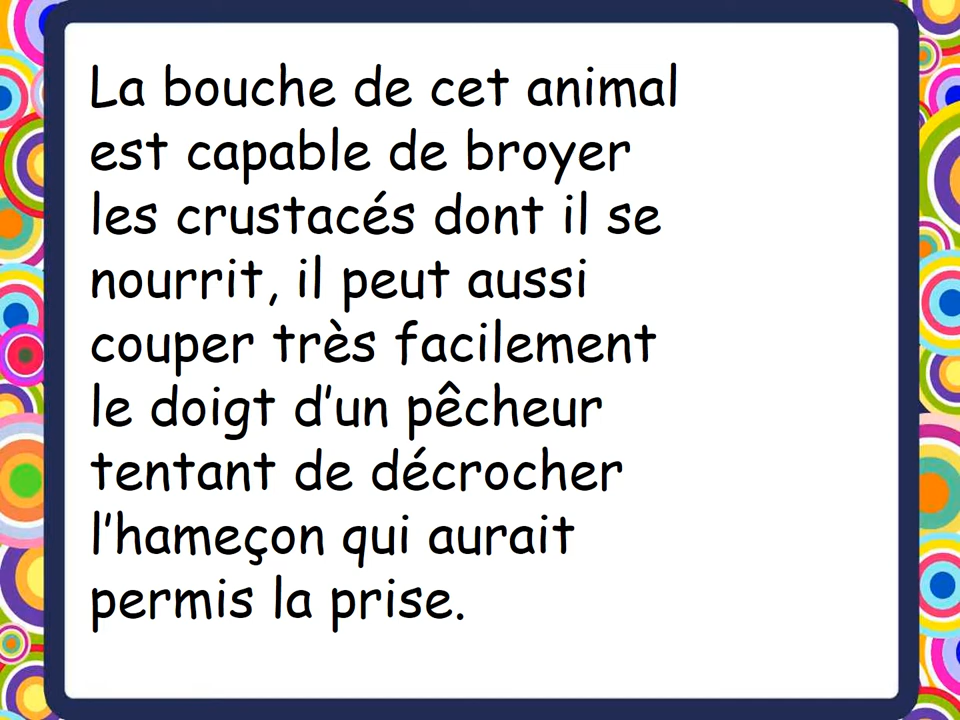 La bouche de cet animal
est capable de broyer
les crustacés dont il se
nourrit, il peut aussi
couper très facilement
le doigt d’un pêcheur
tentant de décrocher
l’hameçon qui aurait
permis la prise.